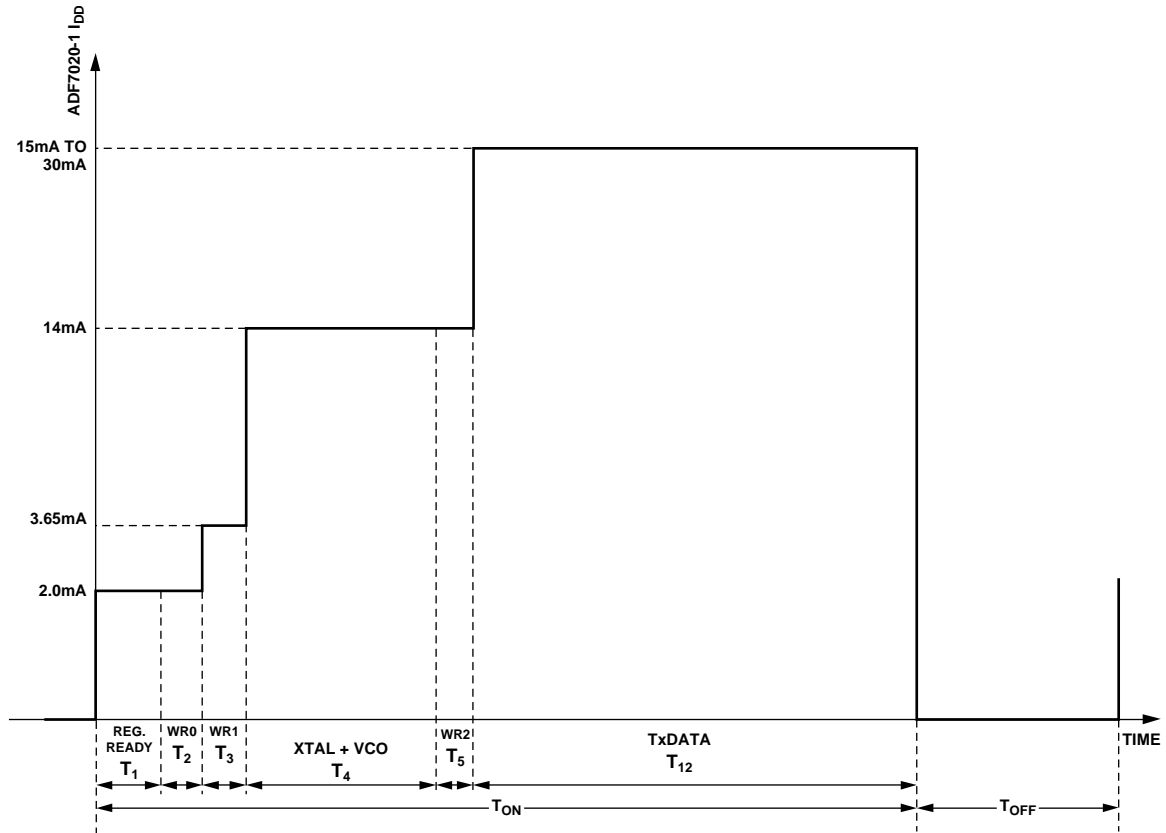 ADF7020-1 IDD
15mA TO
30mA
14mA
3.65mA
2.0mA
REG.
READY
T1
WR0
T2
WR1
T3
XTAL + VCO
T4
WR2
T5
TxDATA
T12
TIME
TON
TOFF